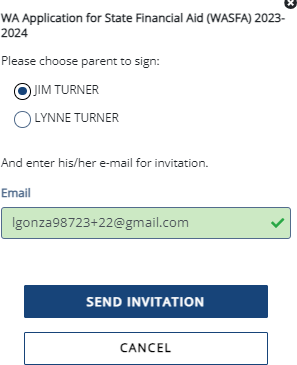 WA Application for State Financial Aid (WASFA) 2023-
2024
Please choose parent to sign:
JIM TURNER
LYNNE TURNER
And enter his/her e-mail for invitation.
Email
lgonza98723+22@gmail.com
SEND INVITATION
CANCEL